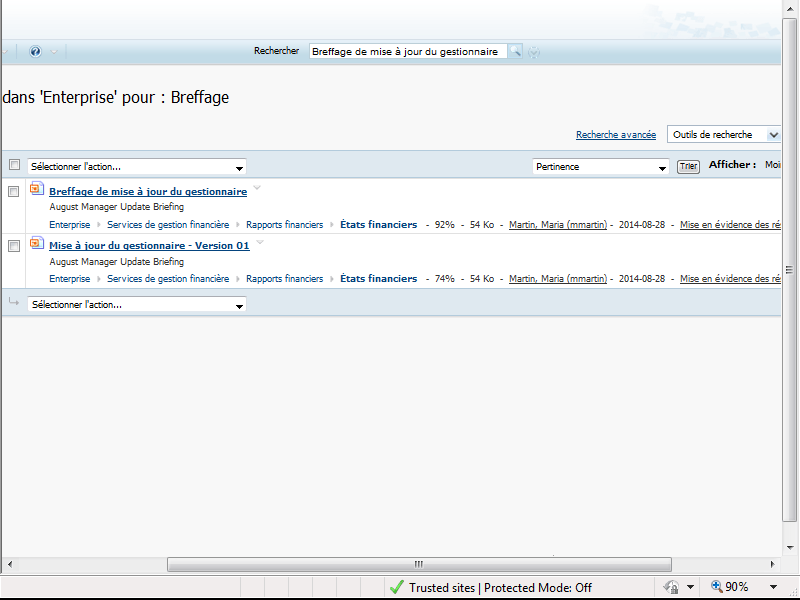 Rechercher Breffage de mise à jour du gestionnaire
dans 'Enterprise' pour : Breffage
Recherche avancée Outils de recherche
Sélectionner l'action... Pertinence Trier Afficher : Moi
Breffage de mise à jour du gestionnaire
August Manager Update Briefing
Enterprise Services de gestion financière Rapports financiers États financiers - 92% - 54 Ko - Martin, Maria (mmartin) - 2014-08-28 - Mise en évidence des rés
Mise à jour du gestionnaire - Version 01
August Manager Update Briefing
Enterprise Services de gestion financière Rapports financiers États financiers - 74% - 54 Ko - Martin, Maria (mmartin) - 2014-08-28 - Mise en évidence des rés
Sélectionner l'action...
Trusted sites | Protected Mode: Off 90%